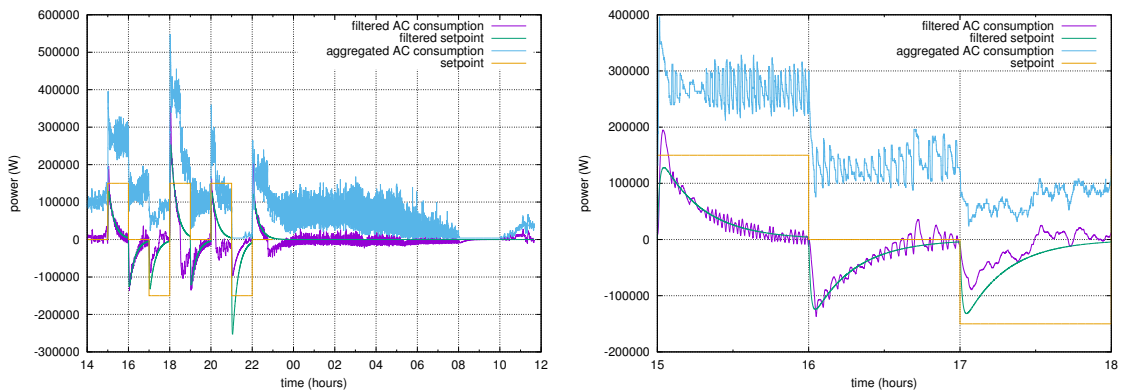 600000
500000
400000
300000
200000
100000
0
-100000
-200000
-300000
14 16 18 20 22 00 02 04 06 08 10 12
power (W)
time (hours)
filtered AC consumption
filtered setpoint
aggregated AC consumption
setpoint
400000
300000
200000
100000
0
-100000
-200000
15 16 17 18
power (W)
time (hours)
filtered AC consumption
filtered setpoint
aggregated AC consumption
setpoint